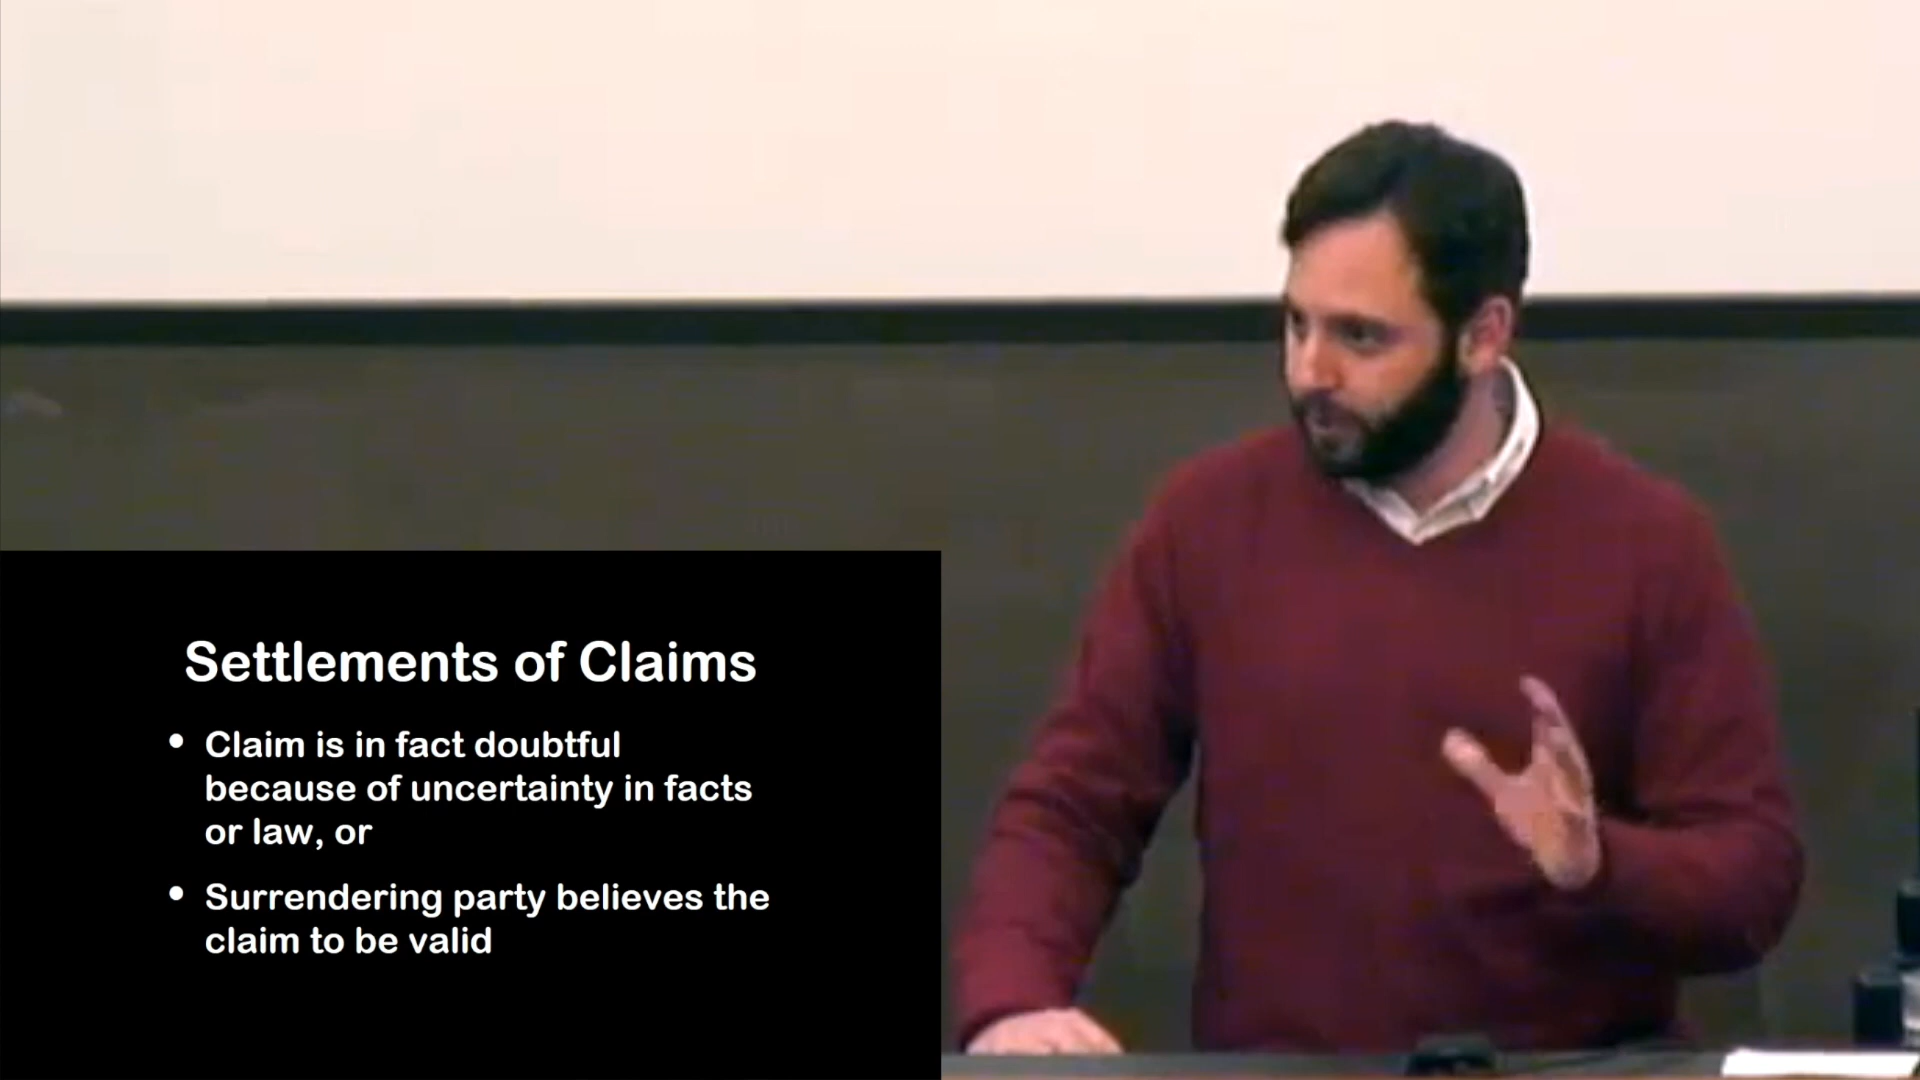 Settlements of Claims
• Claim is in fact doubtful
because of uncertainty in facts
or law, or
• Surrendering party believes the
claim to be valid